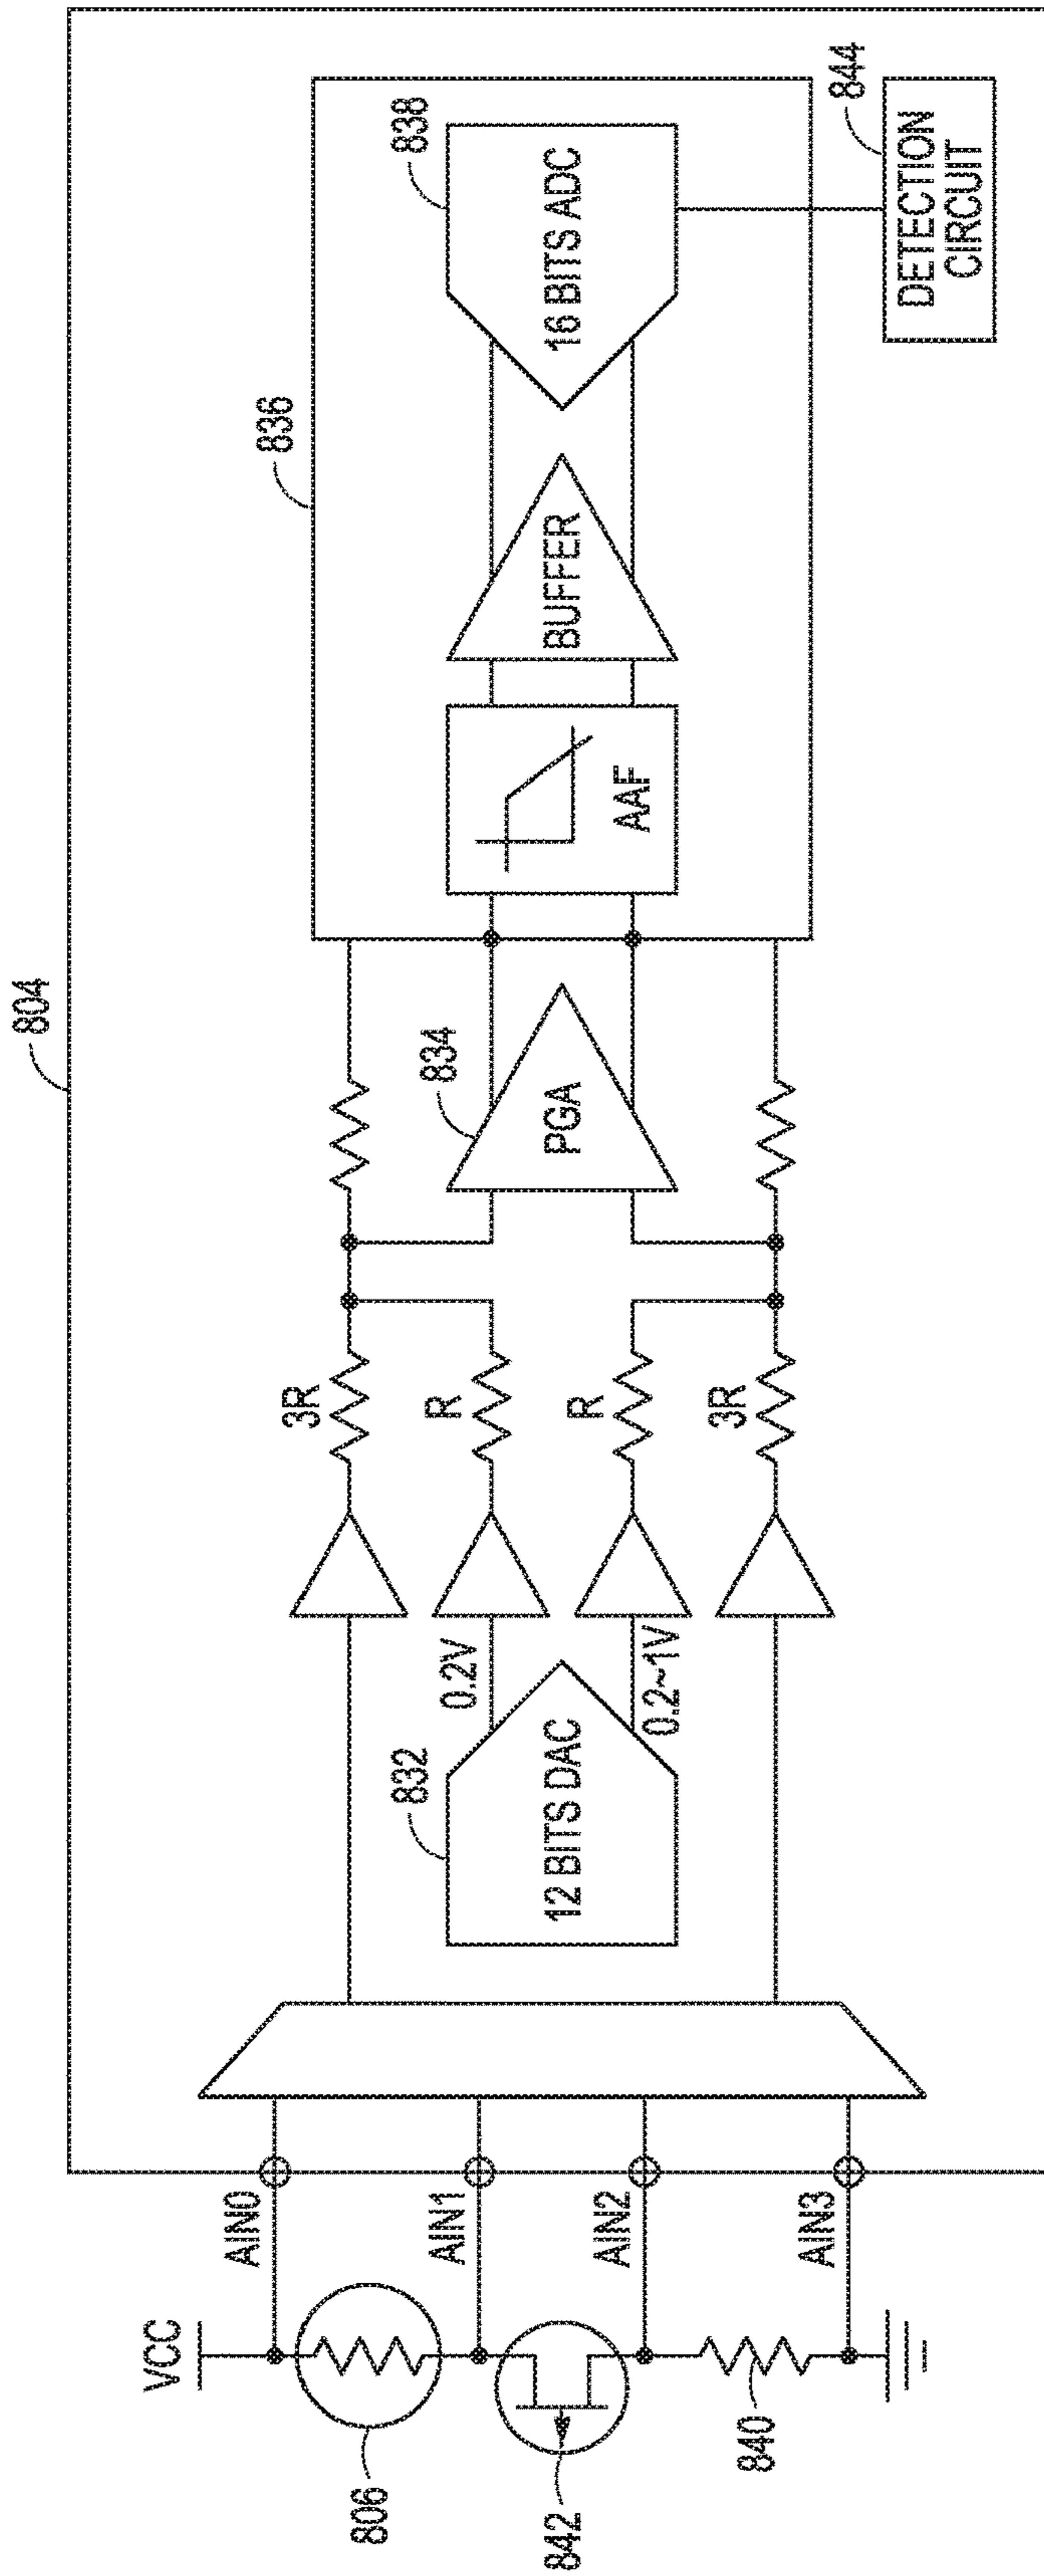 804
VCC
AIN0
AIN1
AIN2
AIN3
806
842
840
832
12 BITS DAC
0.2V
0.2~1V
3R
R
R
3R
834
PGA
836
AAF
BUFFER
838
16 BITS ADC
844
DETECTION
CIRCUIT